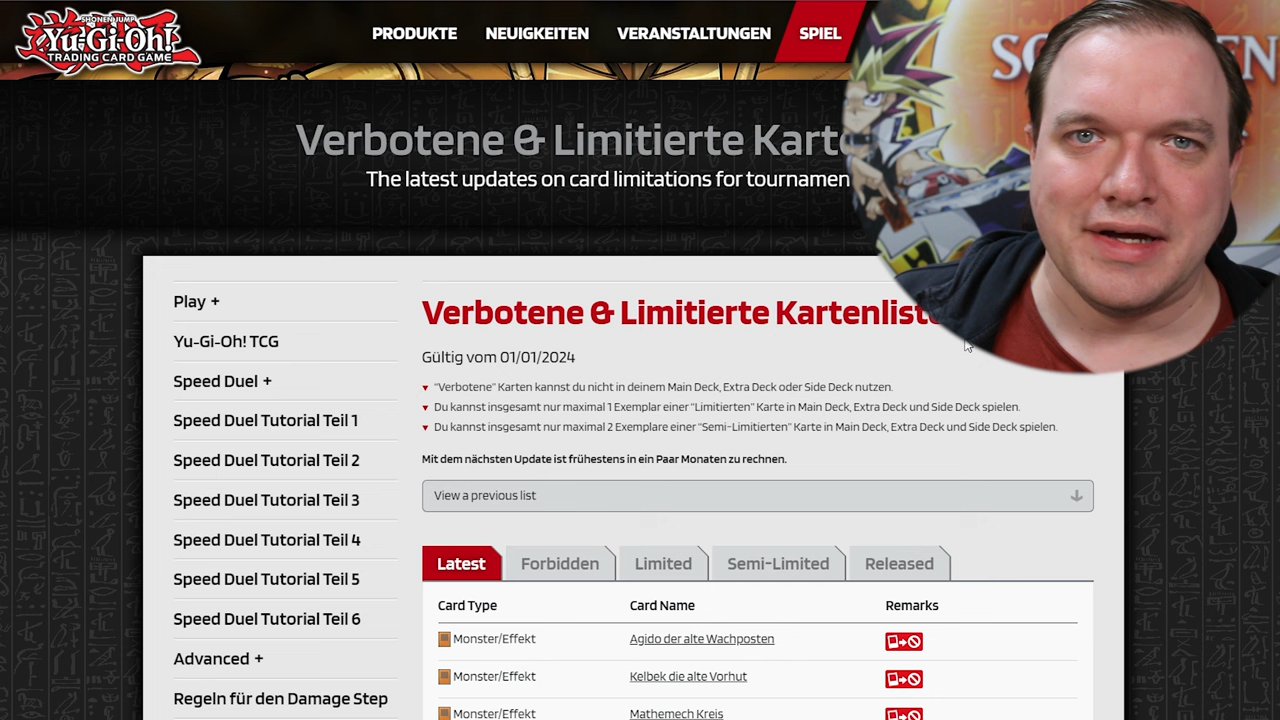 SHONEN JUMP
Yu-Gi-Oh!
TRADING CARD GAME
PRODUKTE NEUIGKEITEN VERANSTALTUNGEN SPIEL
Verbotene & Limitierte Karte
The latest updates on card limitations for tournamen
Play +
Yu-Gi-Oh! TCG
Speed Duel +
Speed Duel Tutorial Teil 1
Speed Duel Tutorial Teil 2
Speed Duel Tutorial Teil 3
Speed Duel Tutorial Teil 4
Speed Duel Tutorial Teil 5
Speed Duel Tutorial Teil 6
Advanced +
Regeln für den Damage Step
Verbotene & Limitierte Kartenliste
Gültig vom 01/01/2024
"Verbotene" Karten kannst du nicht in deinem Main Deck, Extra Deck oder Side Deck nutzen.
Du kannst insgesamt nur maximal 1 Exemplar einer "Limitierten" Karte in Main Deck, Extra Deck und Side Deck spielen.
Du kannst insgesamt nur maximal 2 Exemplare einer "Semi-Limitierten" Karte in Main Deck, Extra Deck und Side Deck spielen.
Mit dem nächsten Update ist frühestens in ein Paar Monaten zu rechnen.
View a previous list
Latest Forbidden Limited Semi-Limited Released
Card Type Card Name Remarks
Monster/Effekt Agido der alte Wachposten
Monster/Effekt Kelbek die alte Vorhut
Monster/Effekt Mathemech Kreis